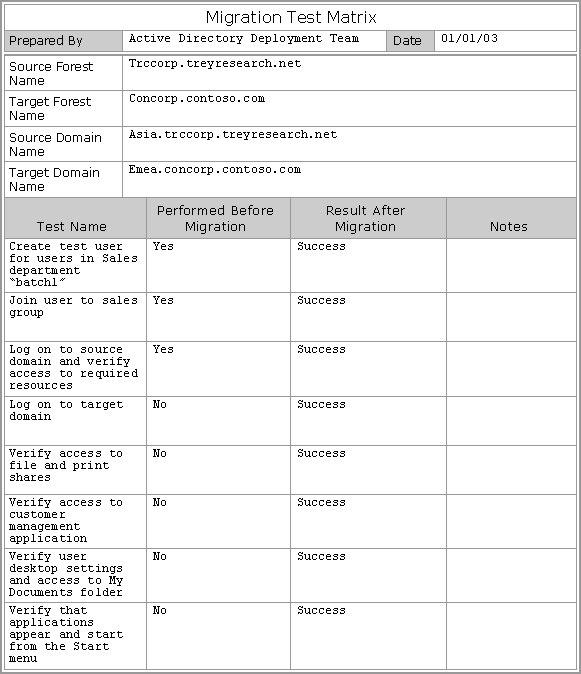 Migration Test Matrix
Prepared By Active Directory Deployment Team Date 01/01/03
Source Forest Trccorp.treyresearch.net
Name
Target Forest Concorp.contoso.com
Name
Source Domain Asia.trccorp.treyresearch.net
Name
Target Domain Emea.concorp.contoso.com
Name
Performed Before Result After
Test Name Migration Migration Notes
Create test user Yes Success
for users in Sales
department
“batch1”
Join user to sales Yes Success
group
Log on to source Yes Success
domain and verify
access to required
resources
Log on to target No Success
domain
Verify access to No Success
file and print
shares
Verify access to No Success
customer
management
application
Verify user No Success
desktop settings
and access to My
Documents folder
Verify that No Success
applications
appear and start
from the Start
menu